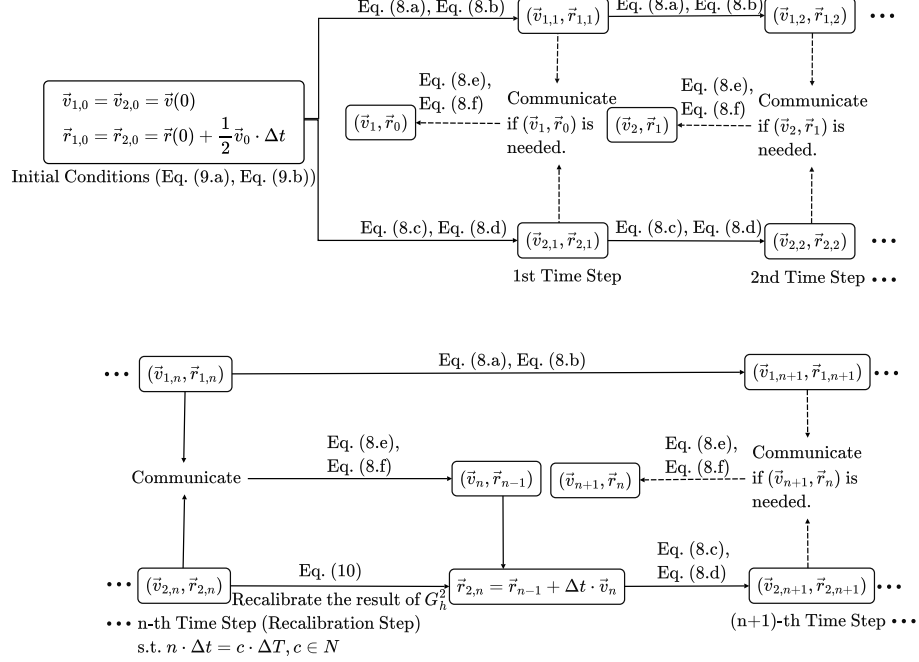 Eq. (8.a), Eq. (8.b)
(v⃗₁,₁, r⃗₁,₁)
Eq. (8.a), Eq. (8.b)
(v⃗₁,₂, r⃗₁,₂)
•••
v⃗₁,₀ = v⃗₂,₀ = v⃗(0)
r⃗₁,₀ = r⃗₂,₀ = r⃗(0) + 1/2 v⃗₀ · Δt
Initial Conditions (Eq. (9.a), Eq. (9.b))
(v⃗₁, r⃗₀)
Eq. (8.e),
Eq. (8.f)
Communicate
if (v⃗₁, r⃗₀) is
needed.
(v⃗₂, r⃗₁)
Eq. (8.e),
Eq. (8.f)
Communicate
if (v⃗₂, r⃗₁) is
needed.
Eq. (8.c), Eq. (8.d)
(v⃗₂,₁, r⃗₂,₁)
Eq. (8.c), Eq. (8.d)
(v⃗₂,₂, r⃗₂,₂)
•••
1st Time Step
2nd Time Step •••
••• (v⃗₁,ₙ, r⃗₁,ₙ)
Eq. (8.a), Eq. (8.b)
(v⃗₁,ₙ₊₁, r⃗₁,ₙ₊₁) •••
Communicate
Eq. (8.e),
Eq. (8.f)
(v⃗ₙ, r⃗ₙ₋₁)
(v⃗ₙ₊₁, r⃗ₙ)
Eq. (8.e),
Eq. (8.f)
Communicate
if (v⃗ₙ₊₁, r⃗ₙ) is
needed.
••• (v⃗₂,ₙ, r⃗₂,ₙ)
Eq. (10)
Recalibrate the result of G²ₕ
r⃗₂,ₙ = r⃗ₙ₋₁ + Δt · v⃗ₙ
Eq. (8.c),
Eq. (8.d)
(v⃗₂,ₙ₊₁, r⃗₂,ₙ₊₁) •••
••• n-th Time Step (Recalibration Step)
s.t. n · Δt = c · ΔT, c ∈ N
(n+1)-th Time Step •••